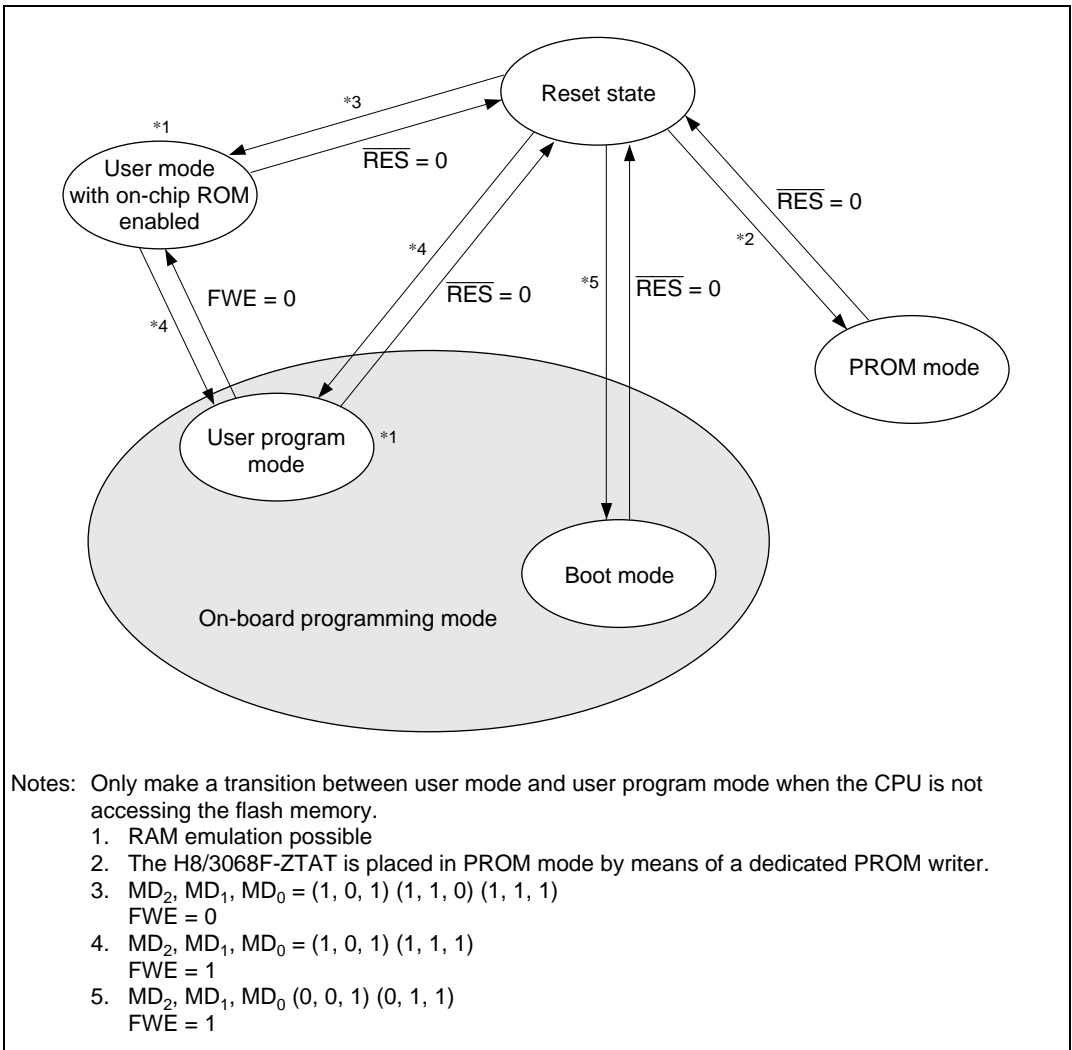 Reset state
*3
*1
R̅E̅S̅ = 0
User mode
with on-chip ROM
enabled
R̅E̅S̅ = 0
*2
*4
FWE = 0
R̅E̅S̅ = 0
*5
R̅E̅S̅ = 0
*4
PROM mode
User program
mode
*1
Boot mode
On-board programming mode
Notes: Only make a transition between user mode and user program mode when the CPU is not
accessing the flash memory.
1. RAM emulation possible
2. The H8/3068F-ZTAT is placed in PROM mode by means of a dedicated PROM writer.
3. MD₂, MD₁, MD₀ = (1, 0, 1) (1, 1, 0) (1, 1, 1)
FWE = 0
4. MD₂, MD₁, MD₀ = (1, 0, 1) (1, 1, 1)
FWE = 1
5. MD₂, MD₁, MD₀ (0, 0, 1) (0, 1, 1)
FWE = 1